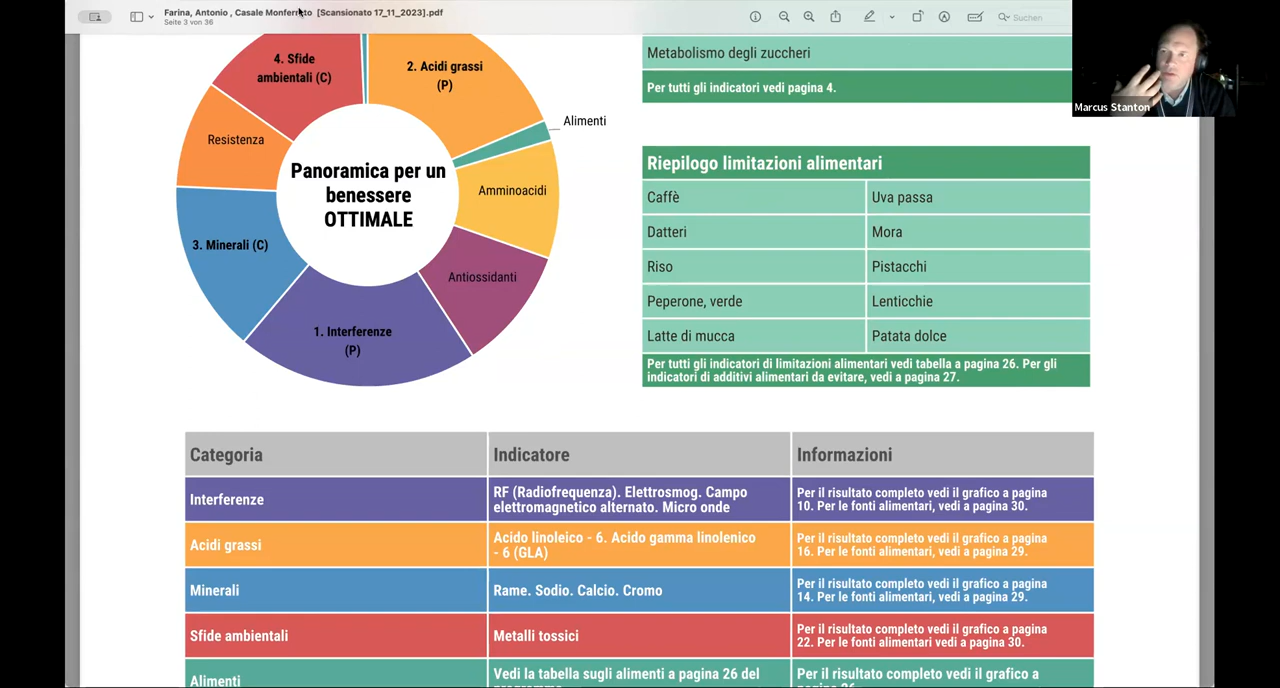 Farina, Antonio , Casale Monferrato [Scansionato 17_11_2023].pdf
Seite 3 von 36
Suchen
Marcus Stanton
4. Sfide
ambientali (C)
2. Acidi grassi
(P)
Alimenti
Resistenza
Amminoacidi
Panoramica per un
benessere
OTTIMALE
3. Minerali (C)
Antiossidanti
1. Interferenze
(P)
Metabolismo degli zuccheri
Per tutti gli indicatori vedi pagina 4.
Riepilogo limitazioni alimentari
Caffè Uva passa
Datteri Mora
Riso Pistacchi
Peperone, verde Lenticchie
Latte di mucca Patata dolce
Per tutti gli indicatori di limitazioni alimentari vedi tabella a pagina 26. Per gli
indicatori di additivi alimentari da evitare, vedi a pagina 27.
Categoria Indicatore Informazioni
Interferenze
RF (Radiofrequenza). Elettrosmog. Campo
elettromagnetico alternato. Micro onde
Per il risultato completo vedi il grafico a pagina
10. Per le fonti alimentari, vedi a pagina 30.
Acidi grassi
Acido linoleico - 6. Acido gamma linolenico
- 6 (GLA)
Per il risultato completo vedi il grafico a pagina
16. Per le fonti alimentari, vedi a pagina 29.
Minerali
Rame. Sodio. Calcio. Cromo
Per il risultato completo vedi il grafico a pagina
14. Per le fonti alimentari, vedi a pagina 29.
Sfide ambientali
Metalli tossici
Per il risultato completo vedi il grafico a pagina
22. Per le fonti alimentari vedi a pagina 30.
Alimenti
Vedi la tabella sugli alimenti a pagina 26 del
Per il risultato completo vedi il grafico a